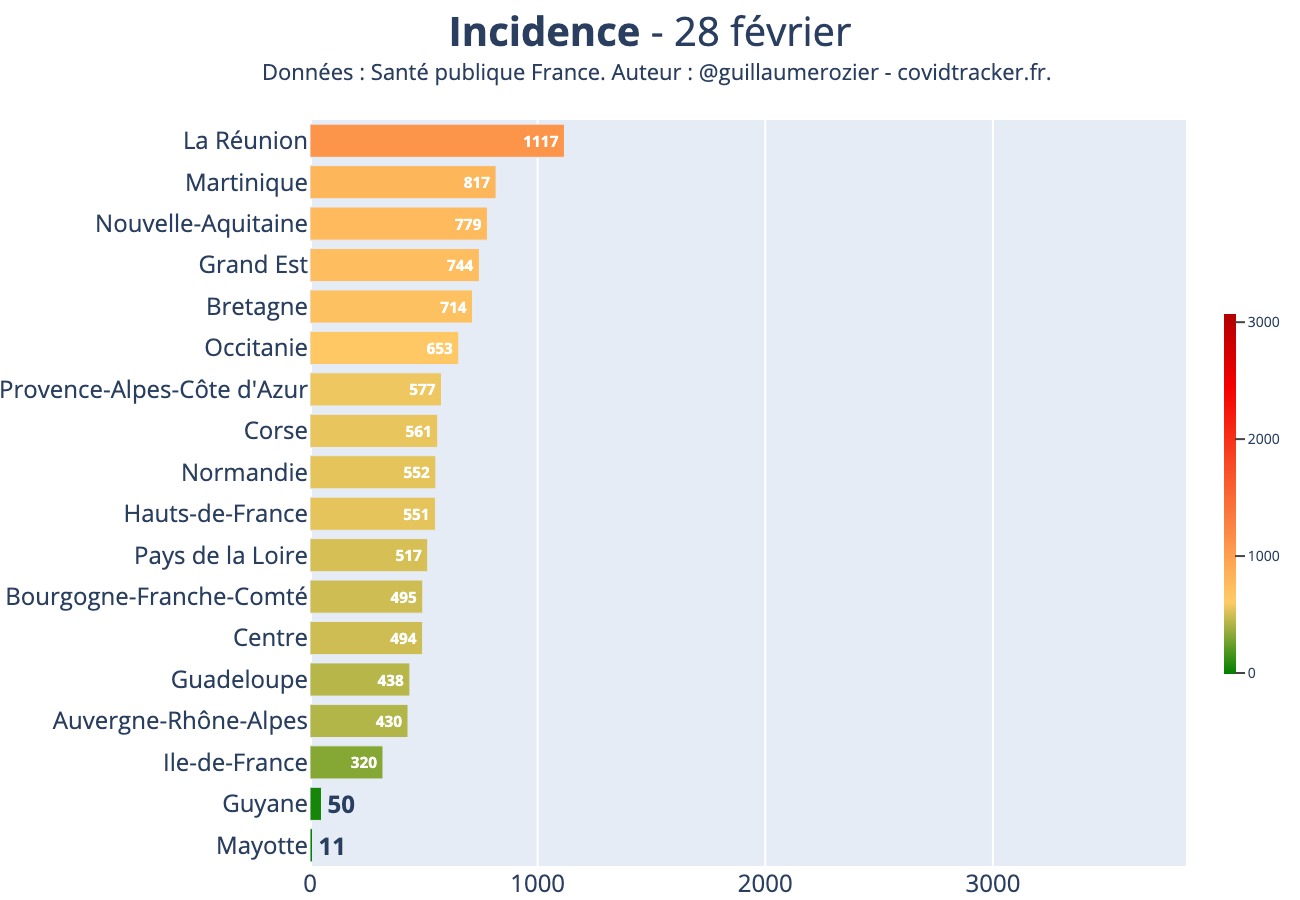 Incidence - 28 février
Données : Santé publique France. Auteur : @guillaumerozier - covidtracker.fr.
La Réunion 1117
Martinique 817
Nouvelle-Aquitaine 779
Grand Est 744
Bretagne 714
Occitanie 653
Provence-Alpes-Côte d'Azur 577
Corse 561
Normandie 552
Hauts-de-France 551
Pays de la Loire 517
Bourgogne-Franche-Comté 495
Centre 494
Guadeloupe 438
Auvergne-Rhône-Alpes 430
Ile-de-France 320
Guyane 50
Mayotte 11
0 1000 2000 3000
3000
2000
1000
0